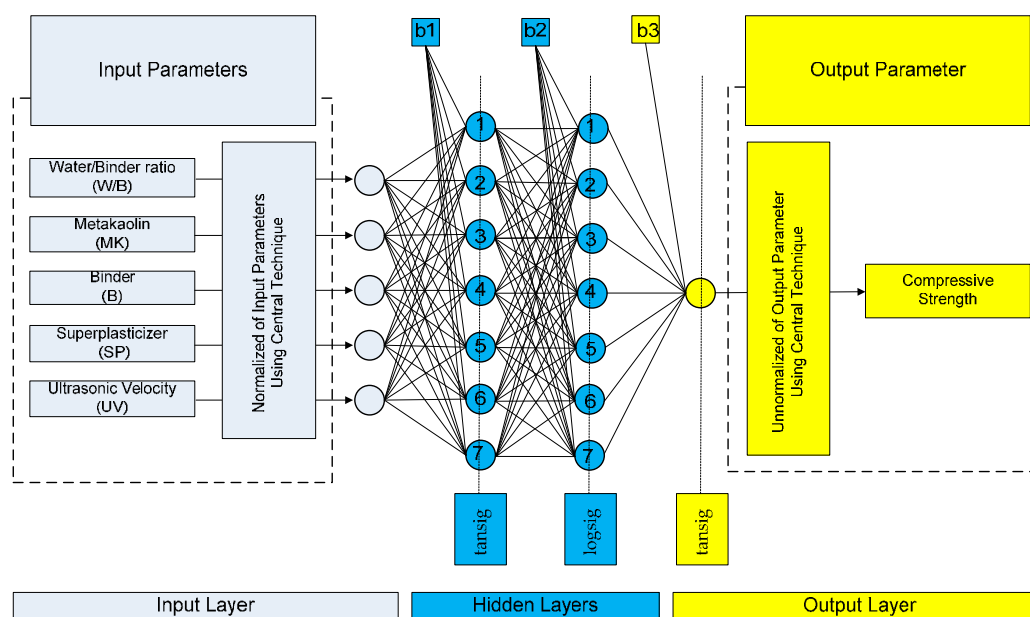 b1
b2
b3
Input Parameters
Output Parameter
Water/Binder ratio
(W/B)
Metakaolin
(MK)
Binder
(B)
Superplasticizer
(SP)
Ultrasonic Velocity
(UV)
Normalized of Input Parameters
Using Central Technique
1
2
3
4
5
6
7
1
2
3
4
5
6
7
Unnormalized of Output Parameter
Using Central Technique
Compressive
Strength
tansig
logsig
tansig
Input Layer
Hidden Layers
Output Layer